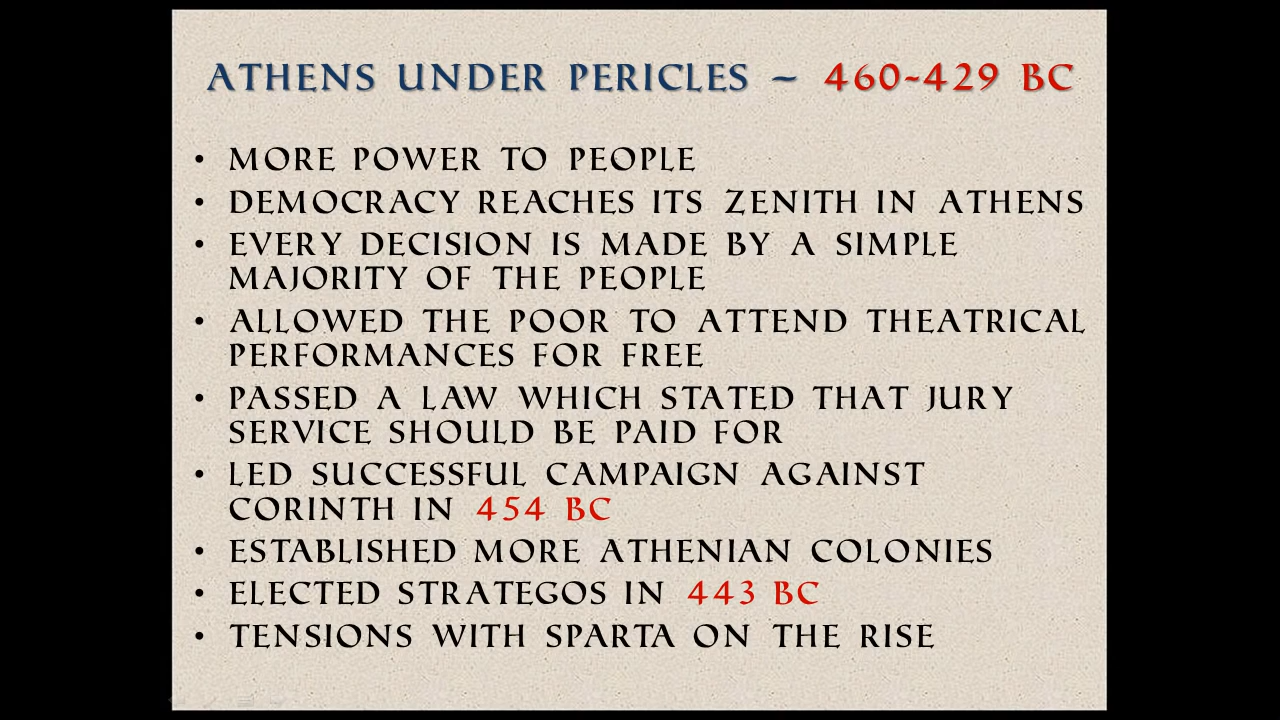 ATHENS UNDER PERICLES – 460-429 BC
• MORE POWER TO PEOPLE
• DEMOCRACY REACHES ITS ZENITH IN ATHENS
• EVERY DECISION IS MADE BY A SIMPLE
MAJORITY OF THE PEOPLE
• ALLOWED THE POOR TO ATTEND THEATRICAL
PERFORMANCES FOR FREE
• PASSED A LAW WHICH STATED THAT JURY
SERVICE SHOULD BE PAID FOR
• LED SUCCESSFUL CAMPAIGN AGAINST
CORINTH IN 454 BC
• ESTABLISHED MORE ATHENIAN COLONIES
• ELECTED STRATEGOS IN 443 BC
• TENSIONS WITH SPARTA ON THE RISE